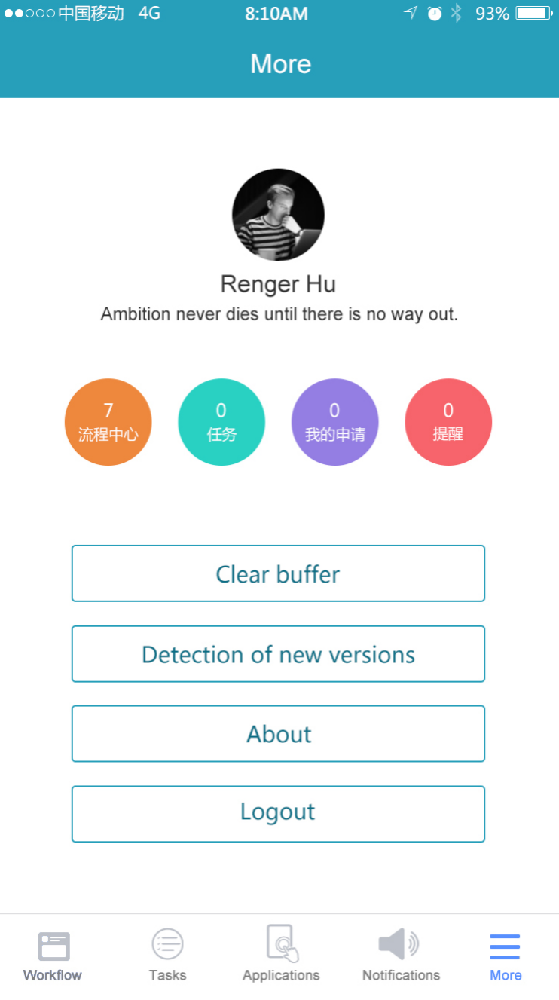 中国移动 4G 8:10AM 93%
More
Renger Hu
Ambition never dies until there is no way out.
7 0 0 0
流程中心 任务 我的申请 提醒
Clear buffer
Detection of new versions
About
Logout
Workflow Tasks Applications Notifications More